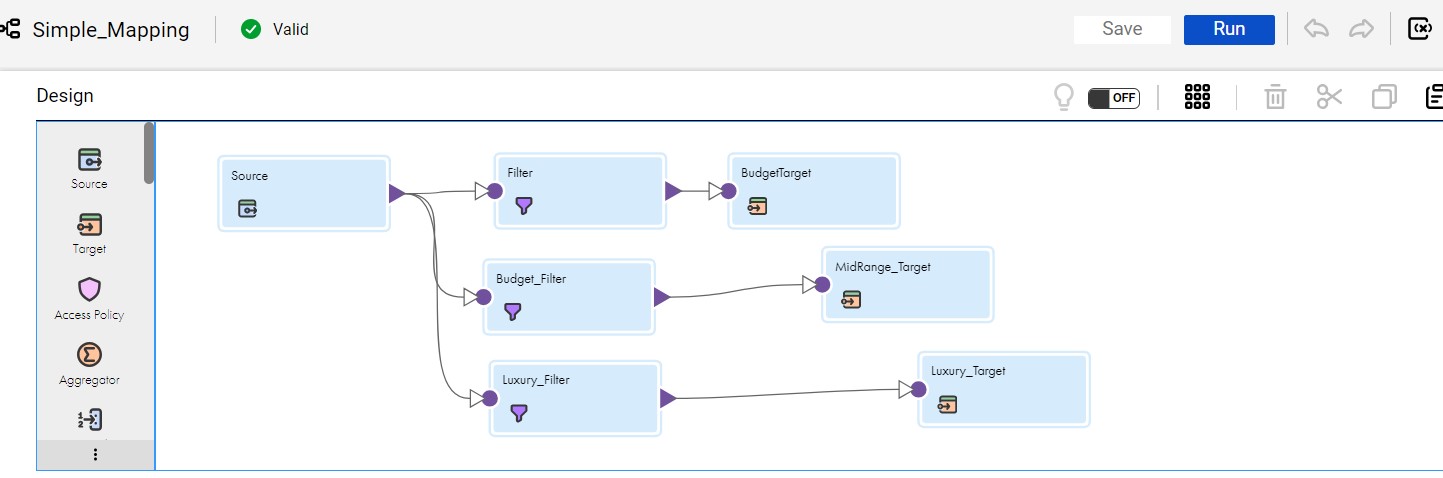 Simple_Mapping
Valid
Save
Run
Design
OFF
Source
Target
Access Policy
Aggregator
Source
Filter
BudgetTarget
Budget_Filter
MidRange_Target
Luxury_Filter
Luxury_Target